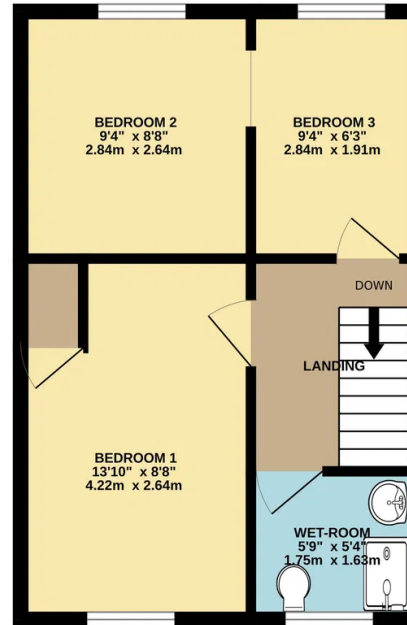 BEDROOM 2
9'4" x 8'8"
2.84m x 2.64m
BEDROOM 3
9'4" x 6'3"
2.84m x 1.91m
DOWN
LANDING
BEDROOM 1
13'10" x 8'8"
4.22m x 2.64m
WET-ROOM
5'9" x 5'4"
1.75m x 1.63m